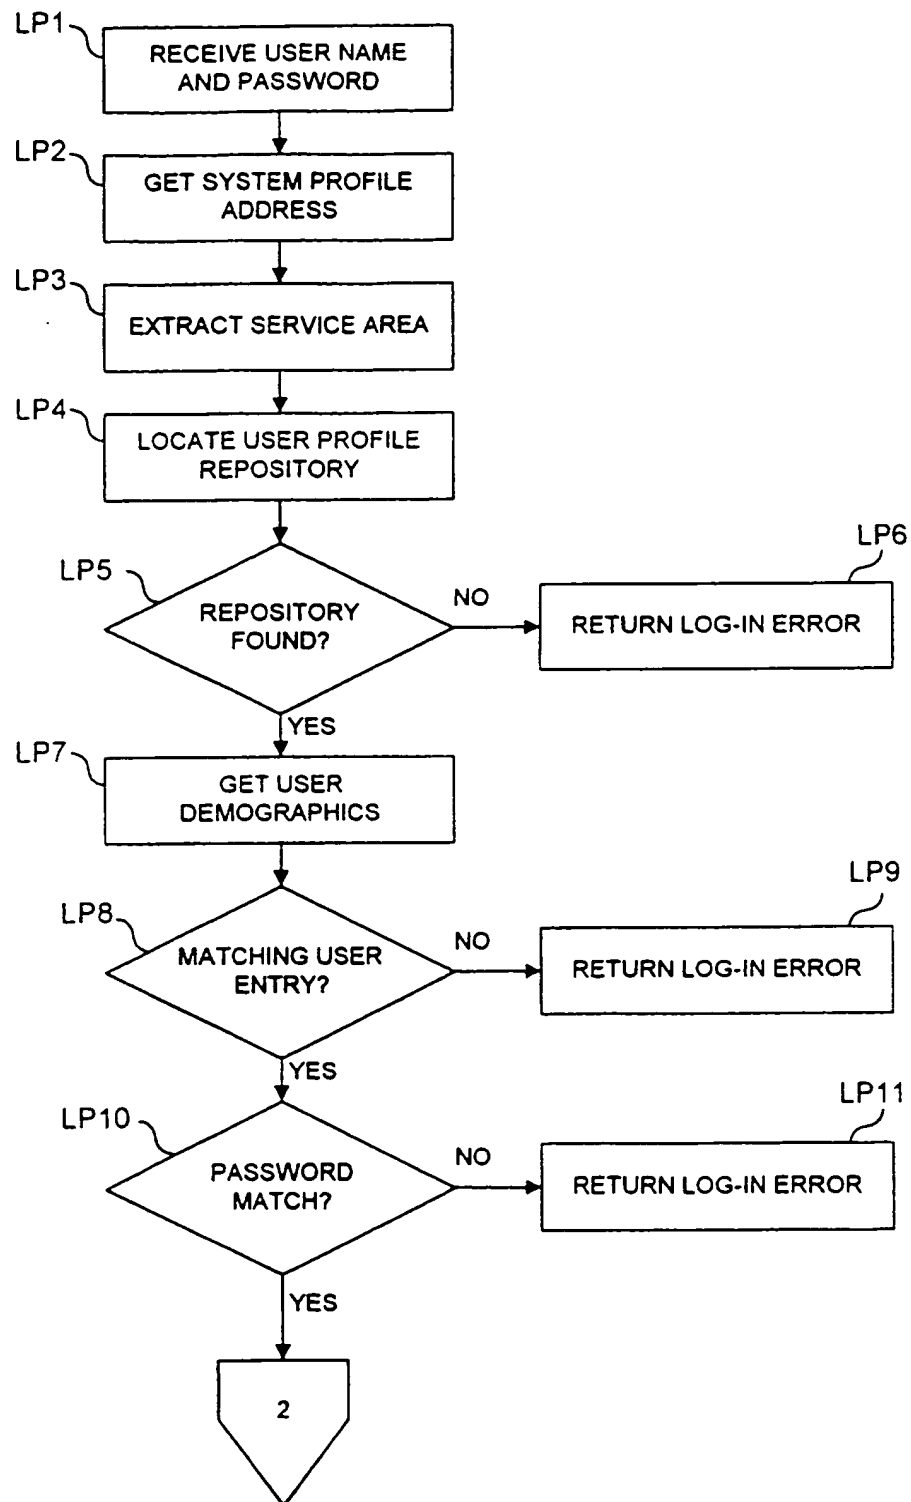 LP1
RECEIVE USER NAME
AND PASSWORD
LP2
GET SYSTEM PROFILE
ADDRESS
LP3
EXTRACT SERVICE AREA
LP4
LOCATE USER PROFILE
REPOSITORY
LP5
REPOSITORY
FOUND?
NO
LP6
RETURN LOG-IN ERROR
YES
LP7
GET USER
DEMOGRAPHICS
LP8
MATCHING USER
ENTRY?
NO
LP9
RETURN LOG-IN ERROR
YES
LP10
PASSWORD
MATCH?
NO
LP11
RETURN LOG-IN ERROR
YES
2